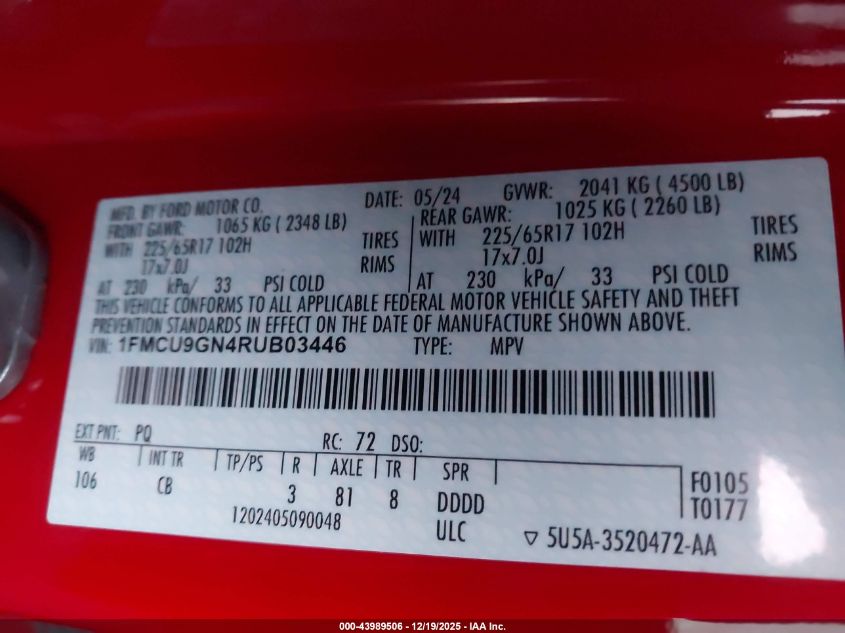 MFD. BY FORD MOTOR CO. DATE: 05/24 GVWR: 2041 KG ( 4500 LB)
FRONT GAWR: 1065 KG ( 2348 LB) REAR GAWR: 1025 KG ( 2260 LB)
WITH 225/65R17 102H TIRES WITH 225/65R17 102H TIRES
17x7.0J RIMS 17x7.0J RIMS
AT 230 kPa/ 33 PSI COLD AT 230 kPa/ 33 PSI COLD
THIS VEHICLE CONFORMS TO ALL APPLICABLE FEDERAL MOTOR VEHICLE SAFETY AND THEFT
PREVENTION STANDARDS IN EFFECT ON THE DATE OF MANUFACTURE SHOWN ABOVE.
VIN: 1FMCU9GN4RUB03446 TYPE: MPV
EXT PNT: PQ RC: 72 DSO:
WB INT TR TP/PS R AXLE TR SPR
106 CB 3 81 8 DDDD
F0105
T0177
1202405090048 ULC ▽ 5U5A-3520472-AA
000-43989506 - 12/19/2025 - IAA Inc.